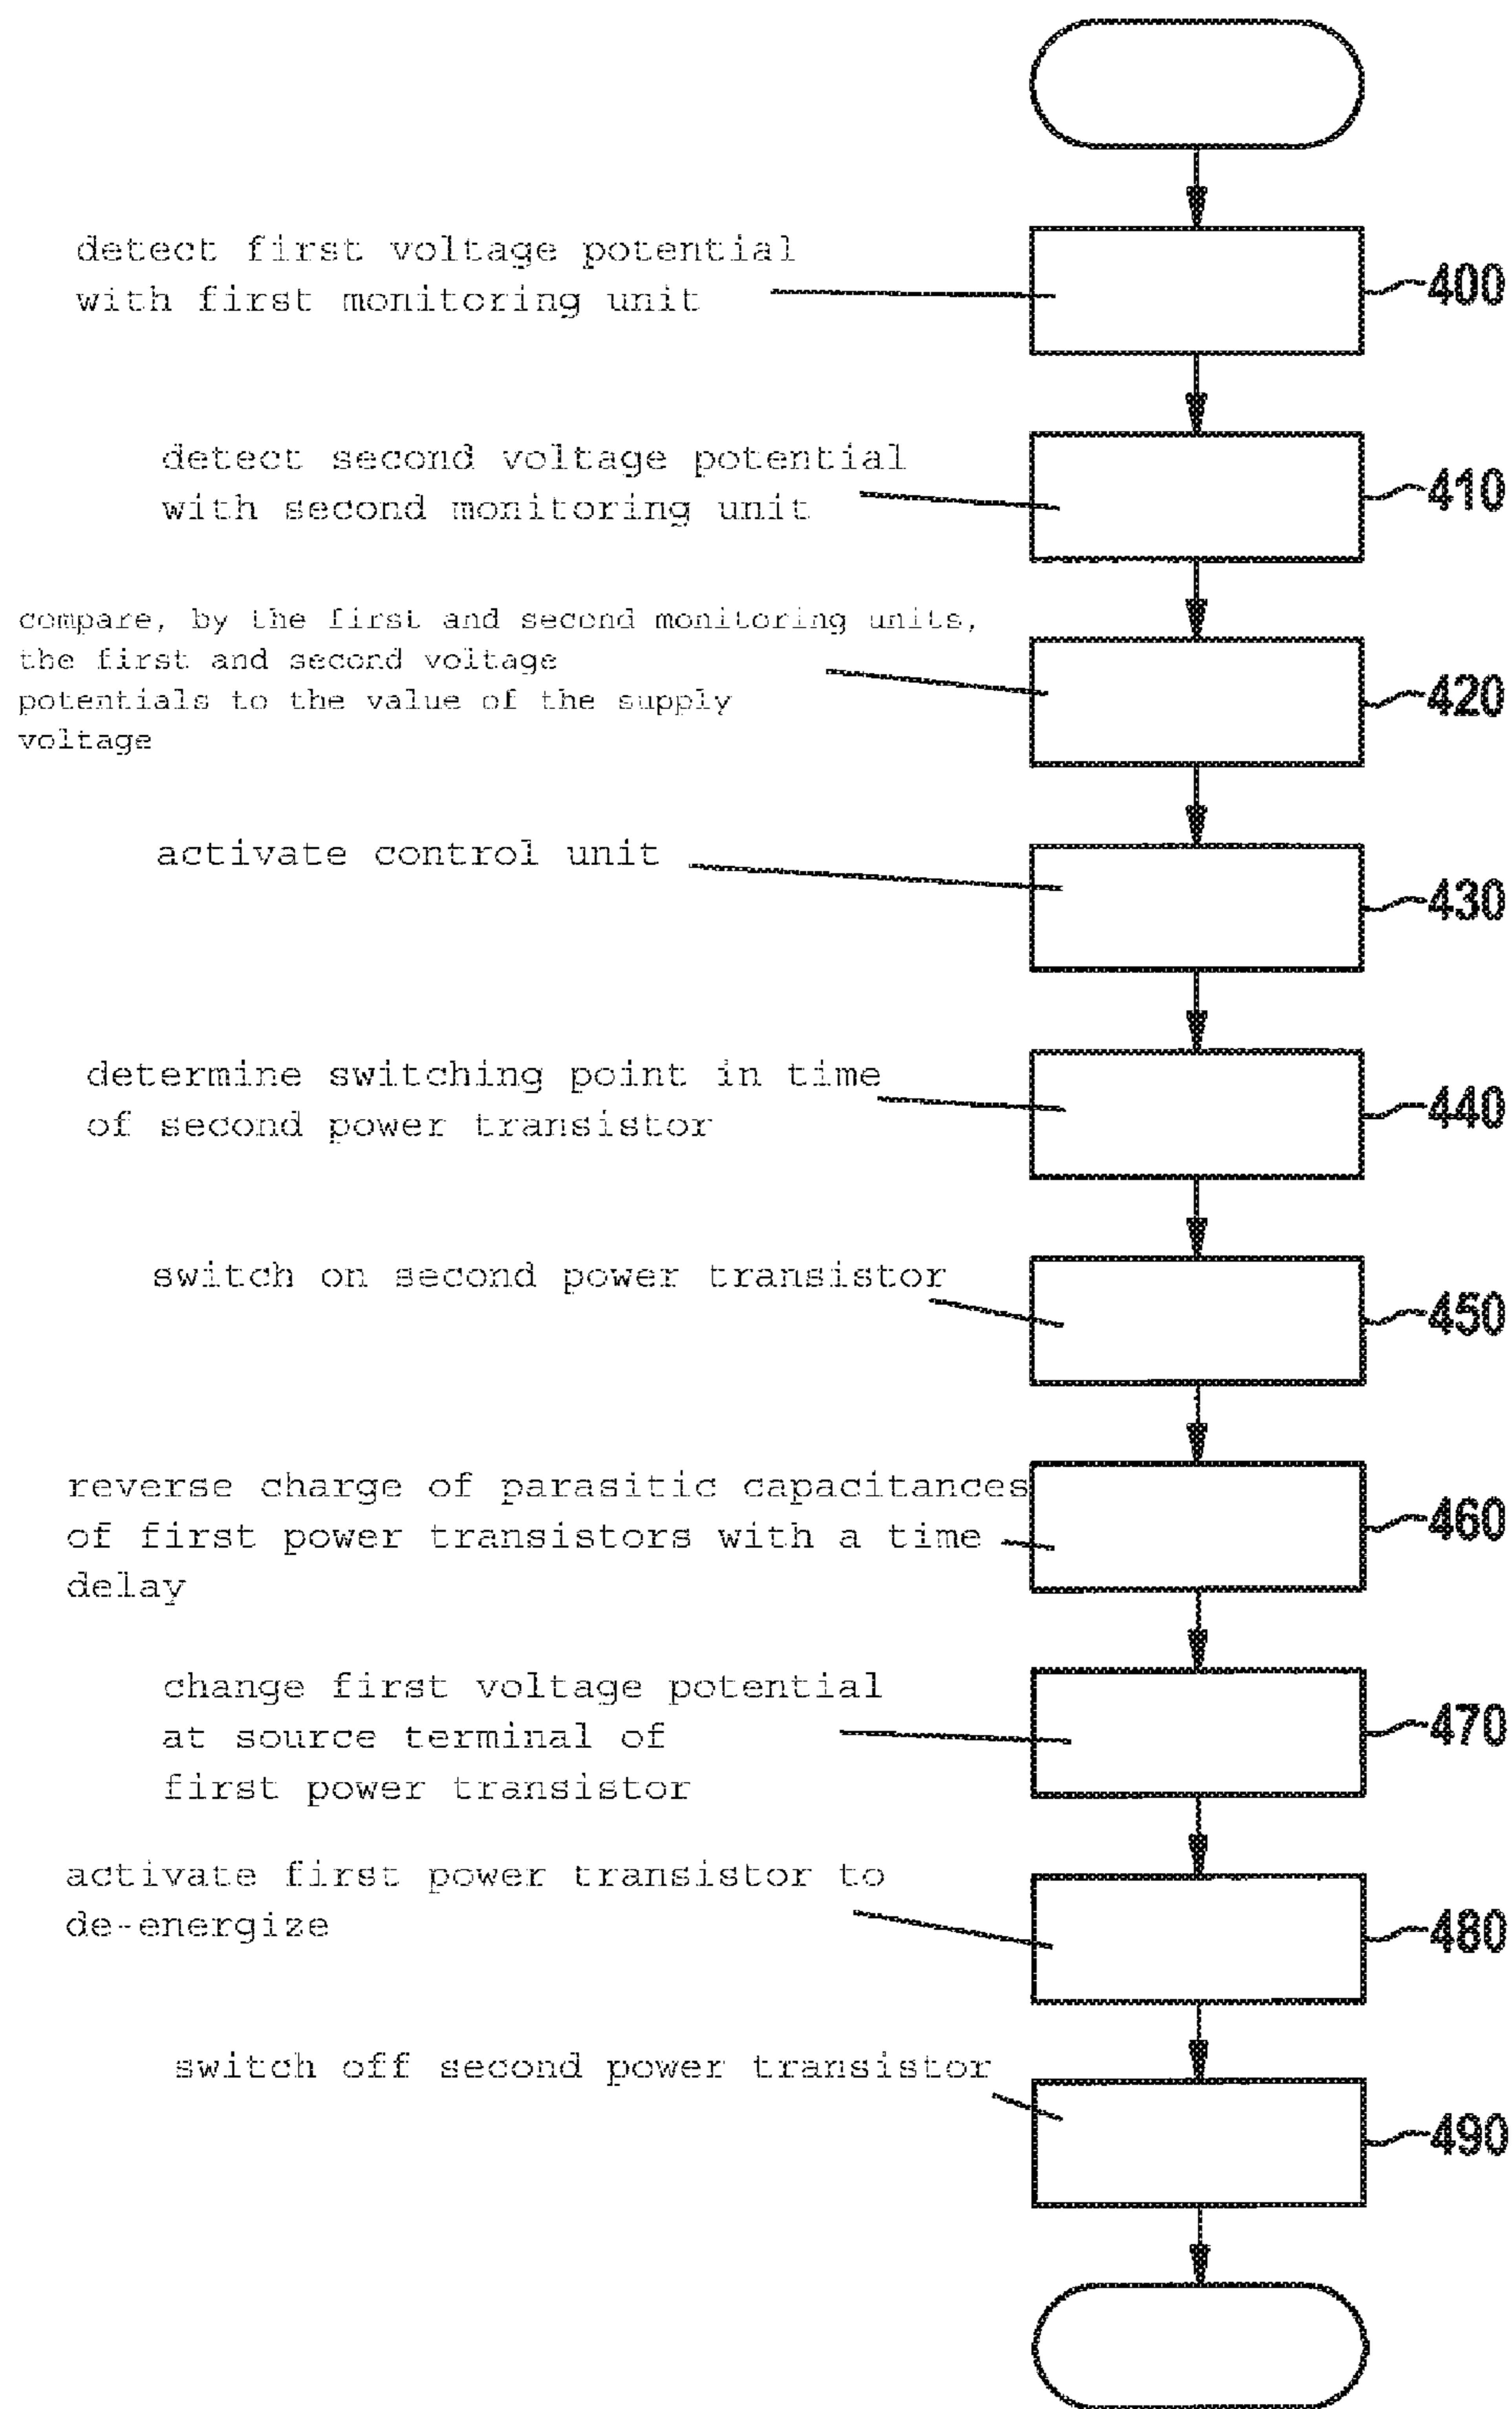 detect first voltage potential
with first monitoring unit
400
detect second voltage potential
with second monitoring unit
410
compare, by the first and second monitoring units,
the first and second voltage
potentials to the value of the supply
voltage
420
activate control unit
430
determine switching point in time
of second power transistor
440
switch on second power transistor
450
reverse charge of parasitic capacitances
of first power transistors with a time
delay
460
change first voltage potential
at source terminal of
first power transistor
470
activate first power transistor to
de-energize
480
switch off second power transistor
490